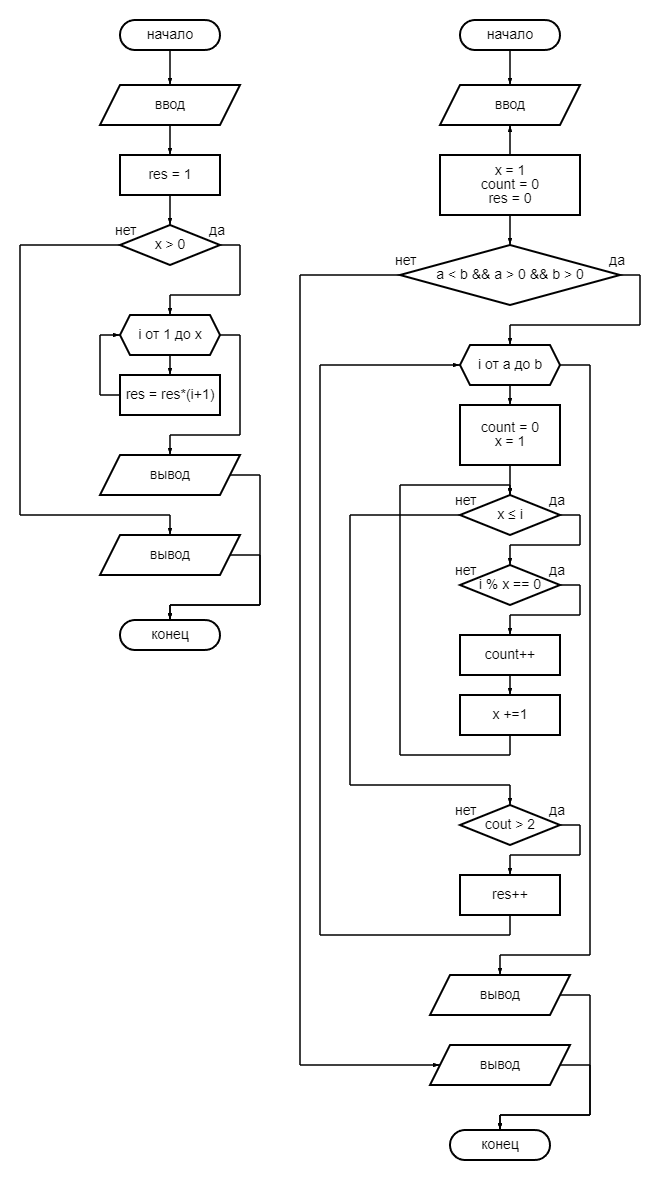 начало
ввод
res = 1
нет
да
x > 0
i от 1 до x
res = res*(i+1)
вывод
вывод
конец
начало
ввод
x = 1
count = 0
res = 0
нет
да
a < b && a > 0 && b > 0
i от a до b
count = 0
x = 1
нет
да
x ≤ i
нет
да
i % x == 0
count++
x +=1
нет
да
cout > 2
res++
вывод
вывод
конец